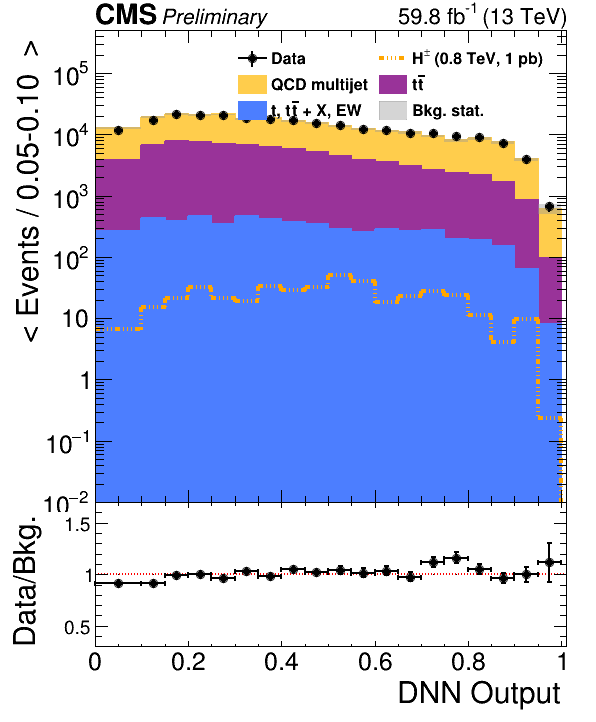 CMS Preliminary 59.8 fb⁻¹ (13 TeV)
< Events / 0.05-0.10 >
Data
H± (0.8 TeV, 1 pb)
QCD multijet
tt̅
t, tt̅ + X, EW
Bkg. stat.
10⁵
10⁴
10³
10²
10
1
10⁻¹
10⁻²
Data/Bkg.
1.5
1
0.5
0 0.2 0.4 0.6 0.8 1
DNN Output